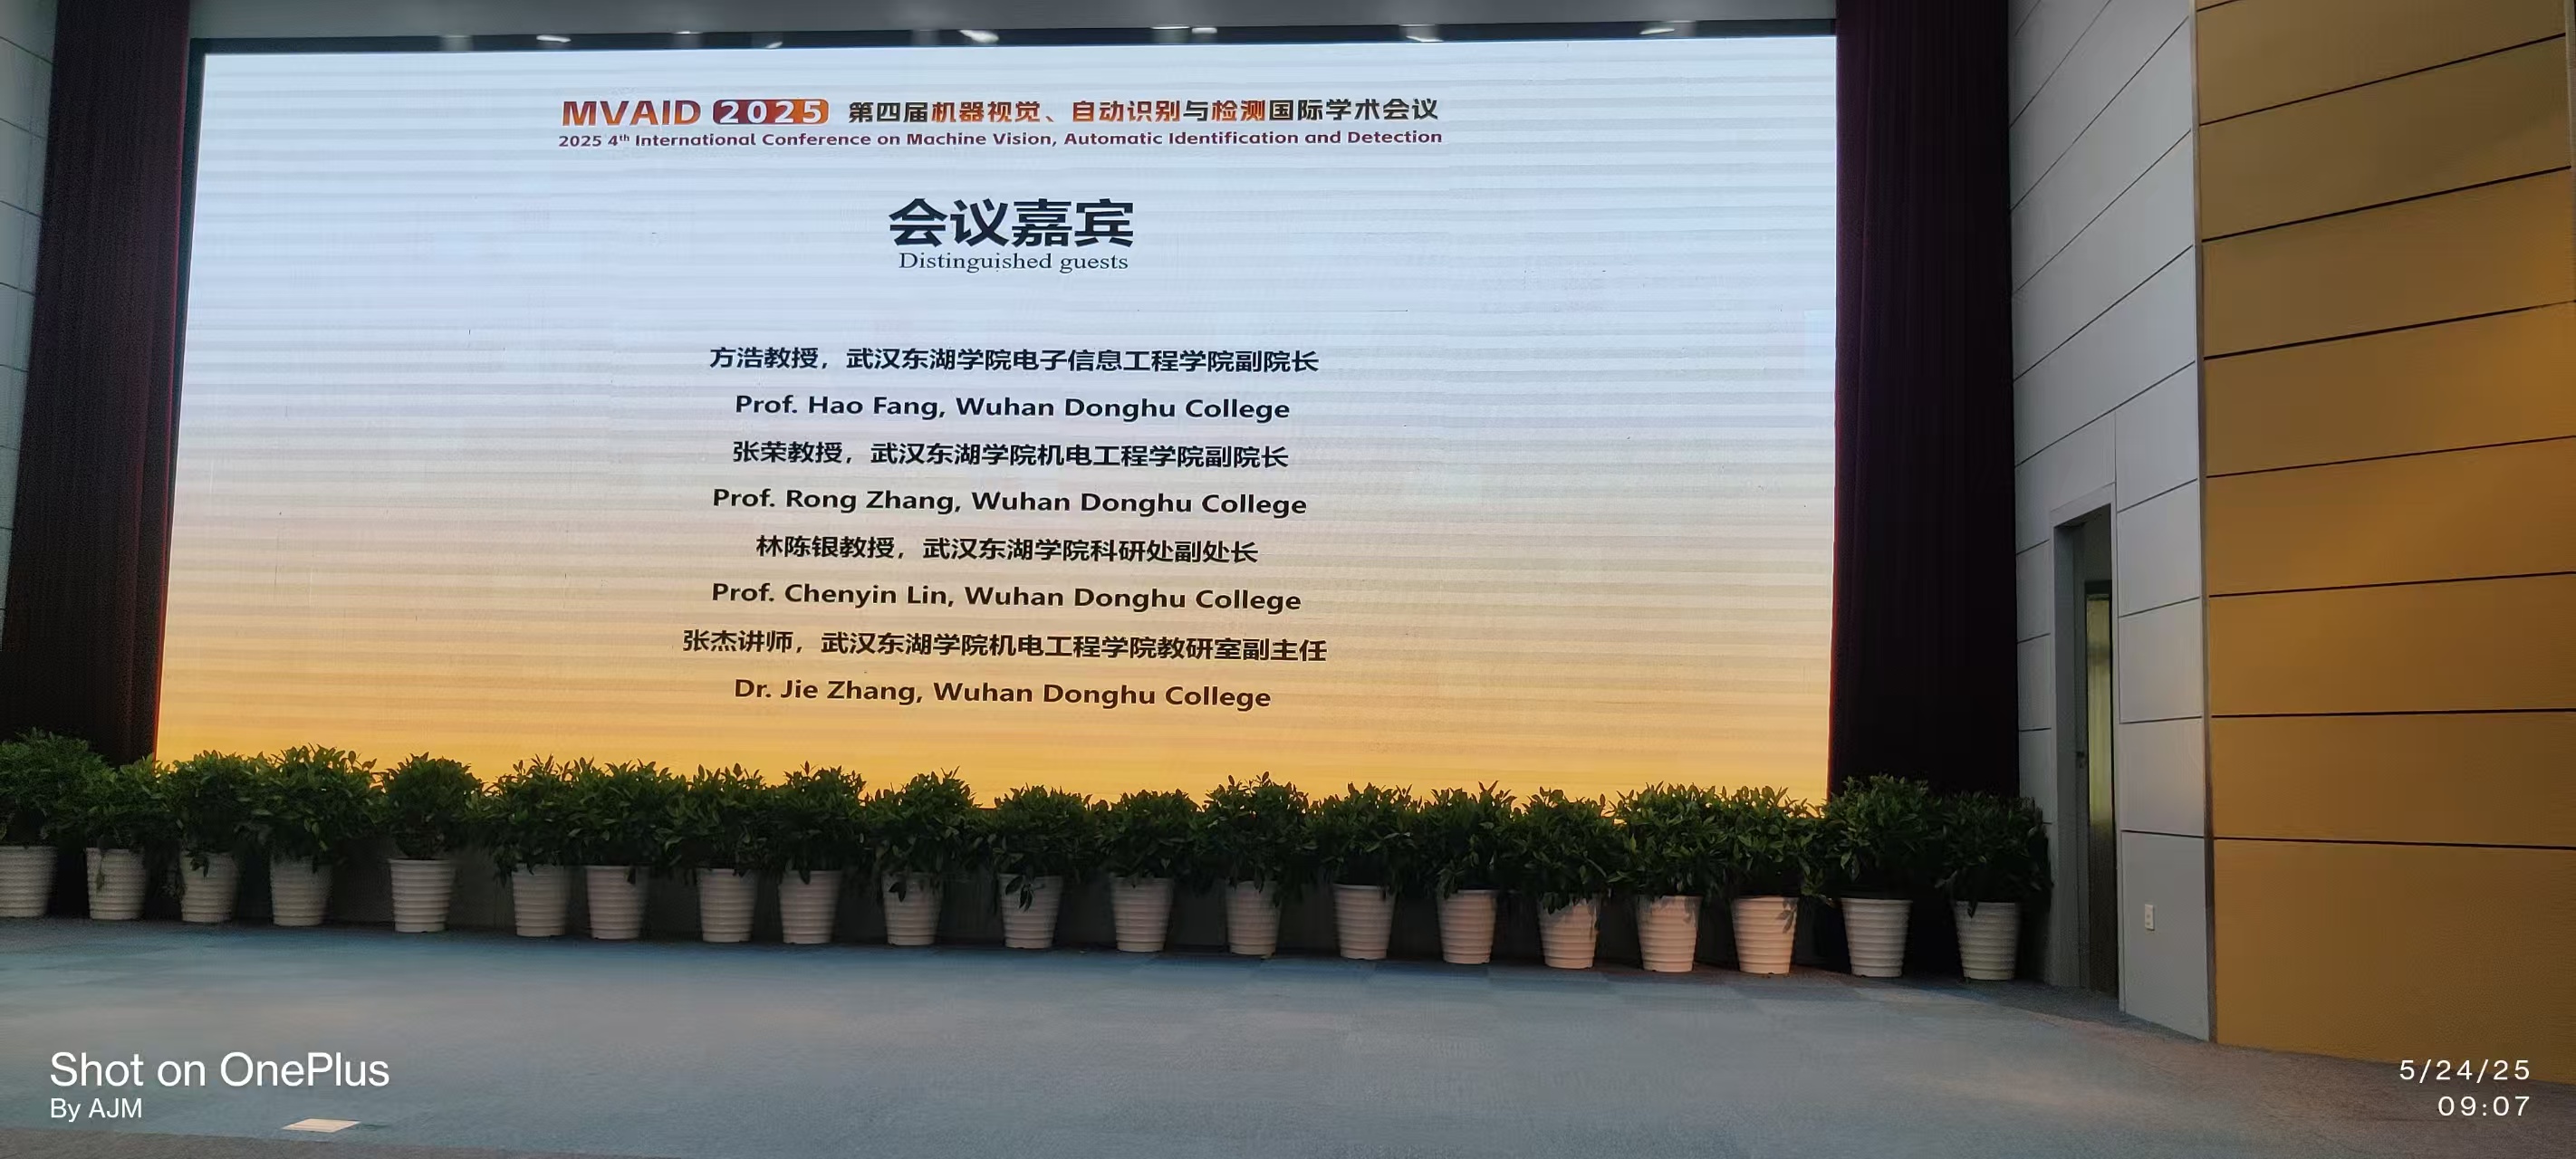 MVAID 2025 第四届机器视觉、自动识别与检测国际学术会议
2025 4th International Conference on Machine Vision, Automatic Identification and Detection
会议嘉宾
Distinguished guests
方浩教授，武汉东湖学院电子信息工程学院副院长
Prof. Hao Fang, Wuhan Donghu College
张荣教授，武汉东湖学院机电工程学院副院长
Prof. Rong Zhang, Wuhan Donghu College
林陈银教授，武汉东湖学院科研处副处长
Prof. Chenyin Lin, Wuhan Donghu College
张杰讲师，武汉东湖学院机电工程学院教研室副主任
Dr. Jie Zhang, Wuhan Donghu College
Shot on OnePlus
By AJM
5/24/25
09:07